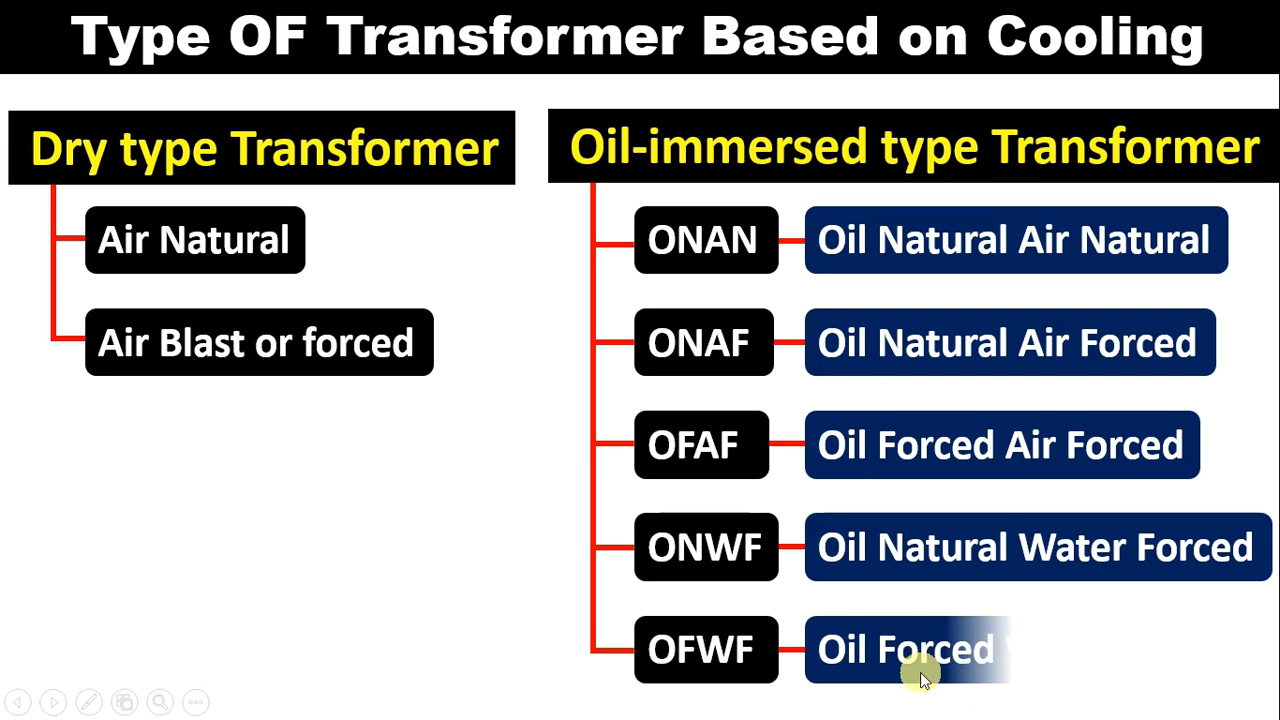 Type OF Transformer Based on Cooling
Dry type Transformer
Air Natural
Air Blast or forced
Oil-immersed type Transformer
ONAN
Oil Natural Air Natural
ONAF
Oil Natural Air Forced
OFAF
Oil Forced Air Forced
ONWF
Oil Natural Water Forced
OFWF
Oil Forced